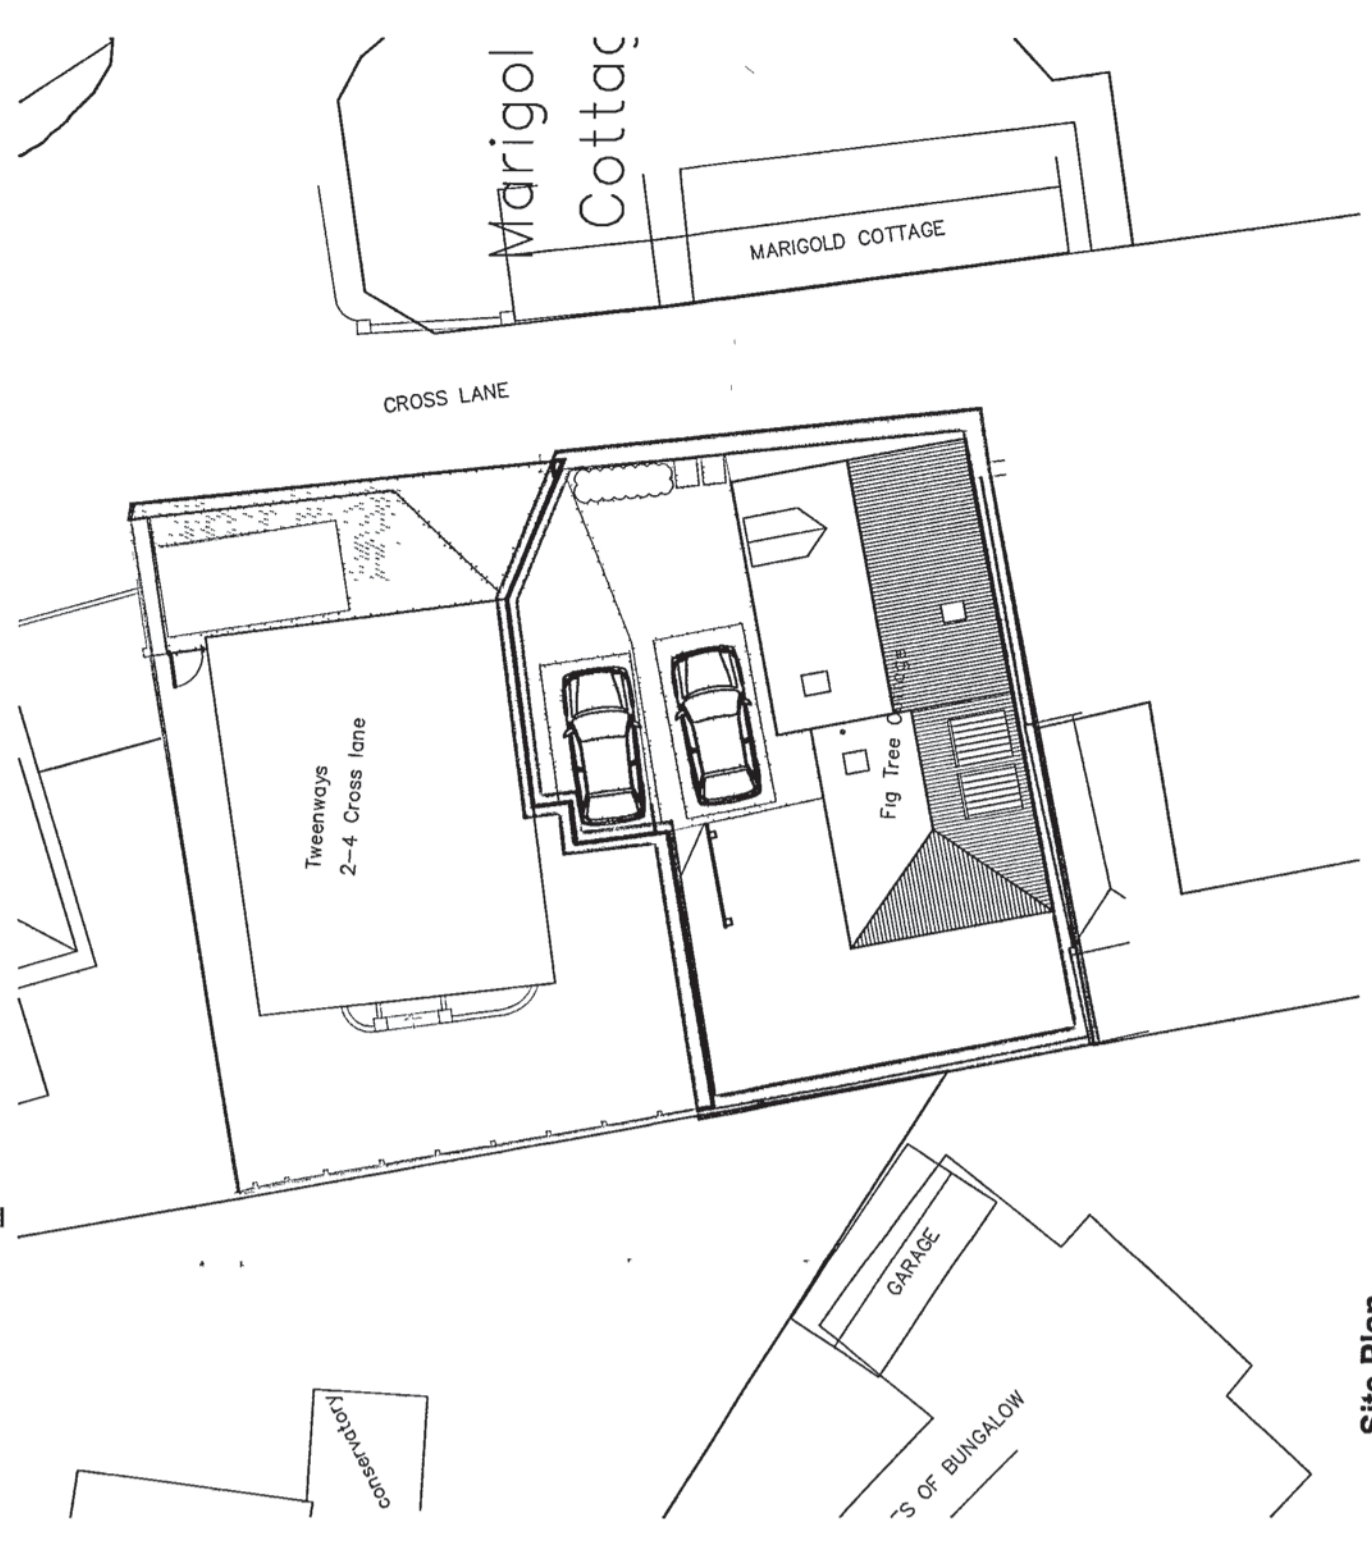 Marigol
Cottag
MARIGOLD COTTAGE
CROSS LANE
Tweenways
2-4 Cross lane
Fig Tree
GARAGE
conservatory
OF BUNGALOW
Site Plan